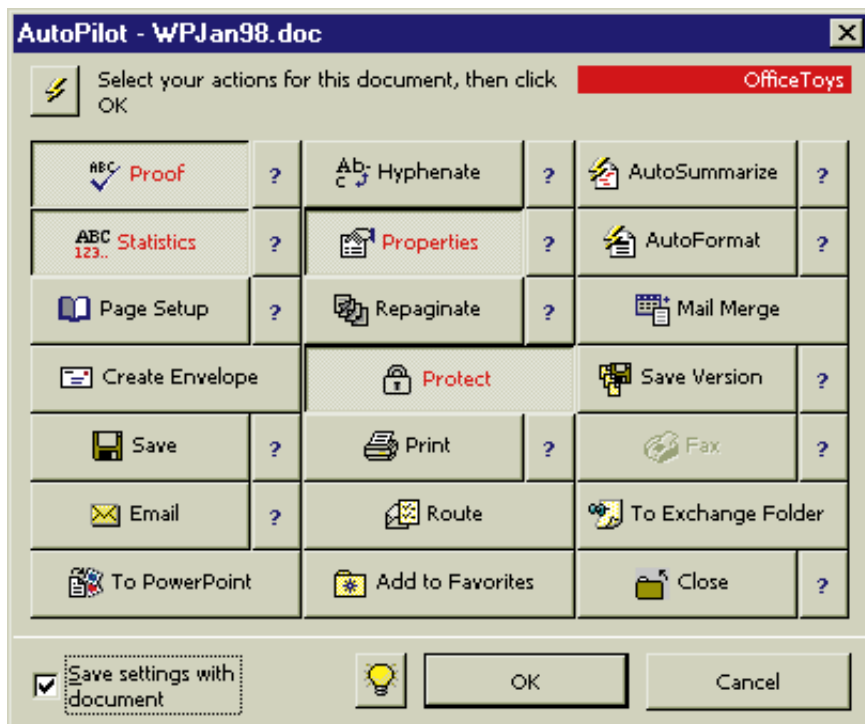 AutoPilot - WPJan98.doc
Select your actions for this document, then click
OK
OfficeToys
ABC Proof ? Ab-c Hyphenate ? AutoSummarize ?
ABC 123.. Statistics ? Properties ? AutoFormat ?
Page Setup ? Repaginate ? Mail Merge
Create Envelope Protect Save Version ?
Save ? Print ? Fax ?
Email ? Route To Exchange Folder
To PowerPoint Add to Favorites Close ?
Save settings with
document
OK Cancel